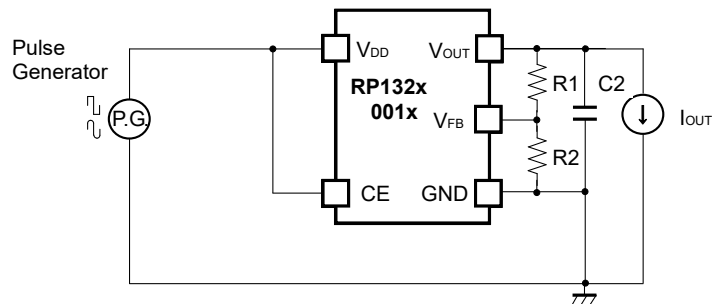 Pulse
Generator
P.G.
VDD
VOUT
RP132x
001x
VFB
CE
GND
R1
R2
C2
IOUT